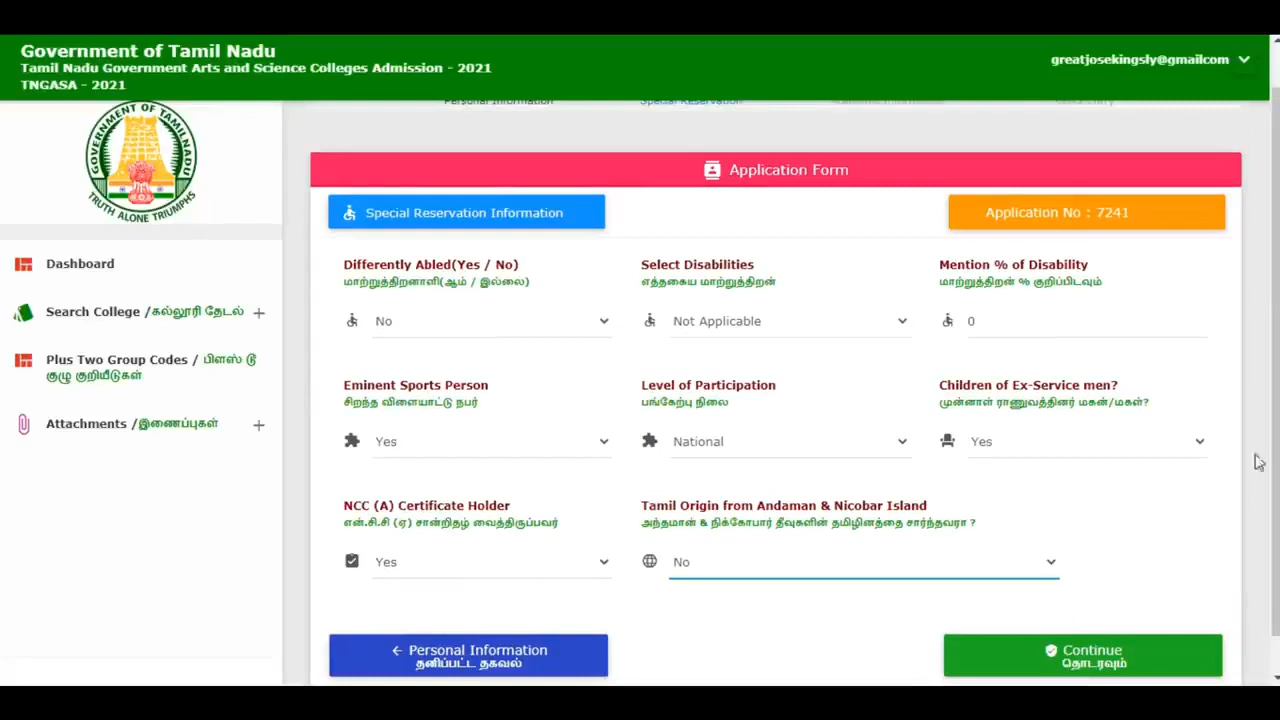 Government of Tamil Nadu
Tamil Nadu Government Arts and Science Colleges Admission - 2021
TNGASA - 2021
greatjosekingsly@gmailcom
Personal Information
Special Reservation
GOVERNMENT OF TAMILNADU
TRUTH ALONE TRIUMPHS
Dashboard
Search College /கல்லூரி தேடல்
Plus Two Group Codes / பிளஸ் டூ
குழு குறியீடுகள்
Attachments /இணைப்புகள்
Application Form
Special Reservation Information
Application No : 7241
Differently Abled(Yes / No)
மாற்றுத்திறனாளி(ஆம் / இல்லை)
No
Select Disabilities
எத்தகைய மாற்றுத்திறன்
Not Applicable
Mention % of Disability
மாற்றுத்திறன் % குறிப்பிடவும்
0
Eminent Sports Person
சிறந்த விளையாட்டு நபர்
Yes
Level of Participation
பங்கேற்பு நிலை
National
Children of Ex-Service men?
முன்னாள் ராணுவத்தினர் மகன்/மகள்?
Yes
NCC (A) Certificate Holder
என்.சி.சி (ஏ) சான்றிதழ் வைத்திருப்பவர்
Yes
Tamil Origin from Andaman & Nicobar Island
அந்தமான் & நிக்கோபார் தீவுகளின் தமிழினத்தை சார்ந்தவரா ?
No
Personal Information
தனிப்பட்ட தகவல்
Continue
தொடரவும்